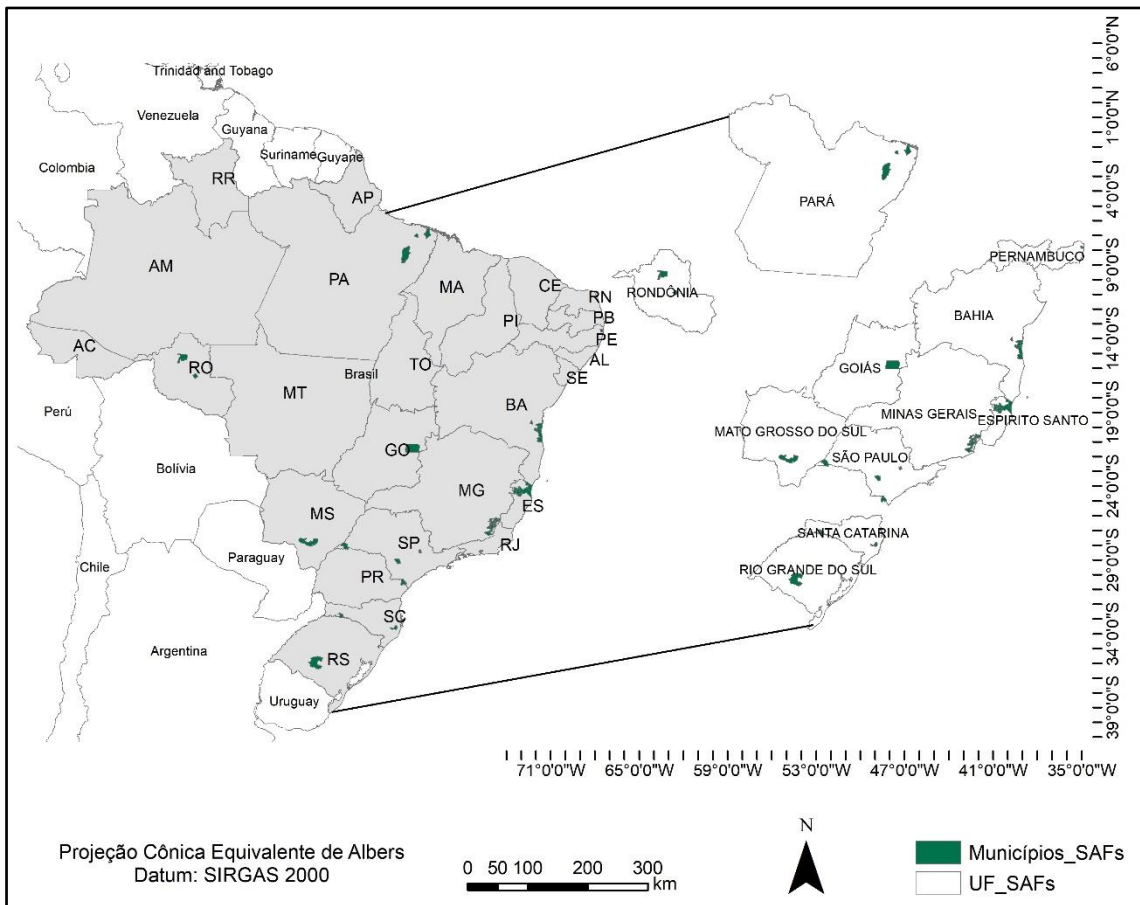 Trinidad and Tobago
Venezuela
Guyana
Suriname
Guyane
Colombia
RR
AP
AM
PA
MA
CE
RN
PB
PE
PI
AL
SE
AC
RO
TO
Brasil
MT
BA
Perú
Bolívia
GO
MG
ES
MS
SP
RJ
Paraguay
PR
Chile
SC
Argentina
RS
Uruguay
PARÁ
PERNAMBUCO
RONDÔNIA
BAHIA
GOIÁS
MINAS GERAIS
ESPIRITO SANTO
MATO GROSSO DO SUL
SÃO PAULO
SANTA CATARINA
RIO GRANDE DO SUL
6°0'0"N
1°0'0"N
4°0'0"S
9°0'0"S
14°0'0"S
19°0'0"S
24°0'0"S
29°0'0"S
34°0'0"S
39°0'0"S
71°0'0"W 65°0'0"W 59°0'0"W 53°0'0"W 47°0'0"W 41°0'0"W 35°0'0"W
Projeção Cônica Equivalente de Albers
Datum: SIRGAS 2000
0 50 100 200 300
km
N
Municípios_SAFs
UF_SAFs